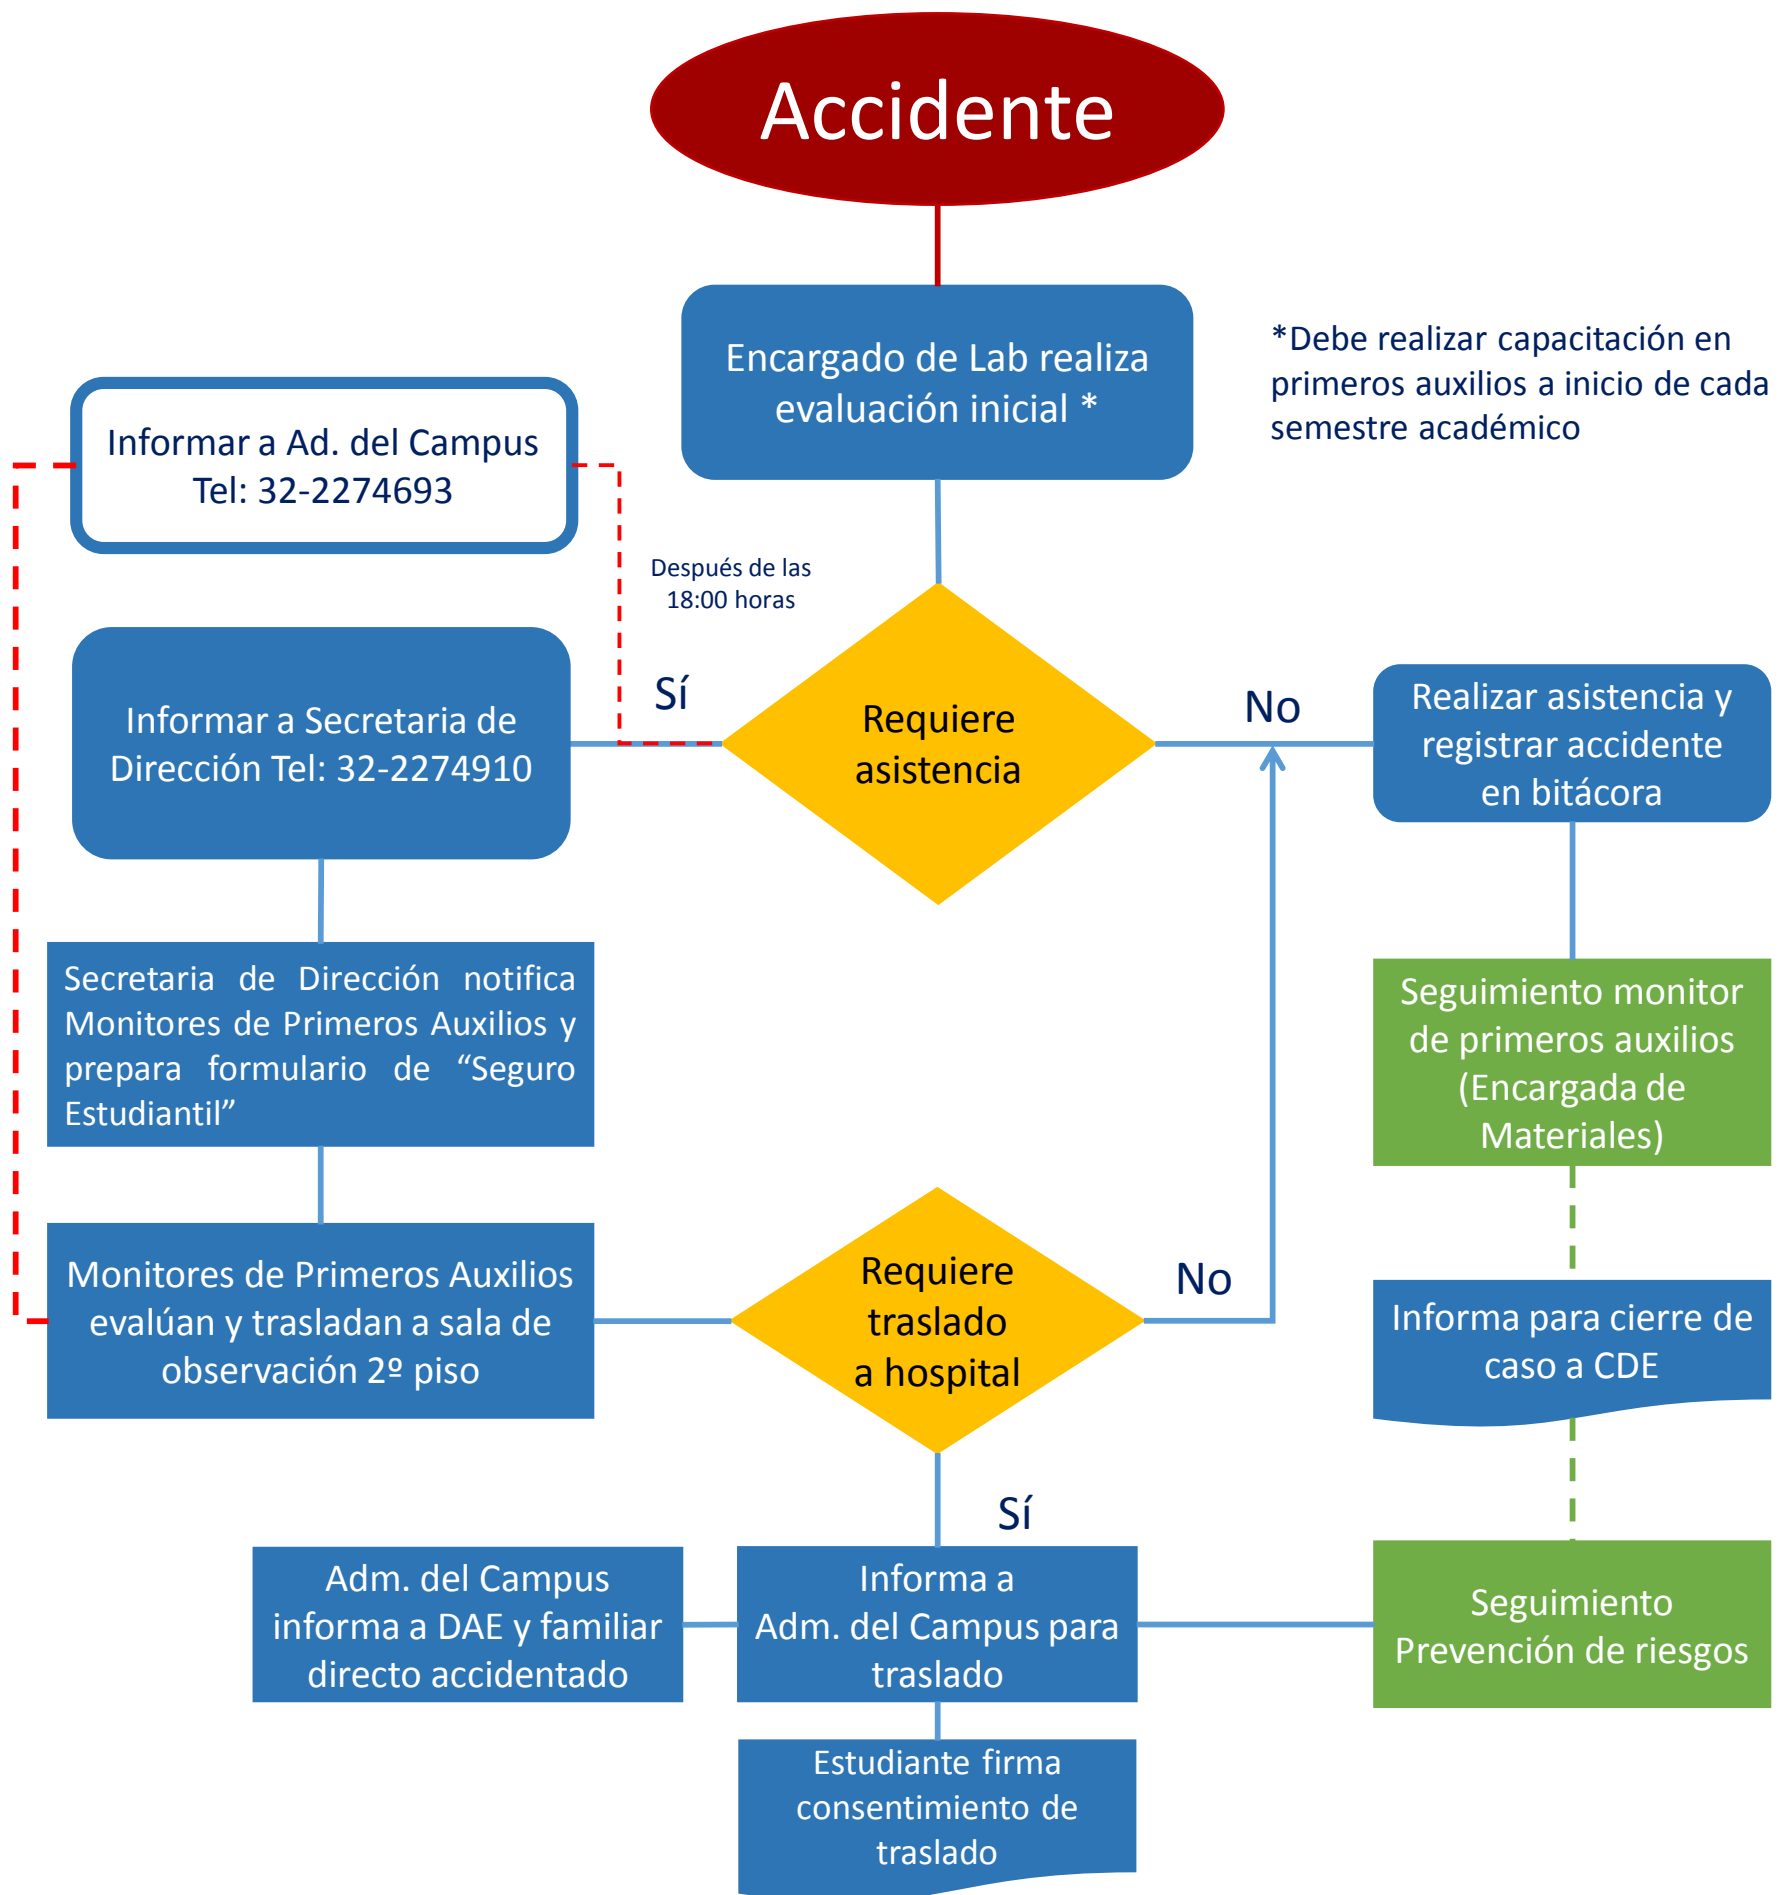 Accidente
Encargado de Lab realiza
evaluación inicial *
*Debe realizar capacitación en
primeros auxilios a inicio de cada
semestre académico
Informar a Ad. del Campus
Tel: 32-2274693
Después de las
18:00 horas
Sí
Requiere
asistencia
No
Informar a Secretaria de
Dirección Tel: 32-2274910
Realizar asistencia y
registrar accidente
en bitácora
Secretaria de Dirección notifica
Monitores de Primeros Auxilios y
prepara formulario de “Seguro
Estudiantil”
Seguimiento monitor
de primeros auxilios
(Encargada de
Materiales)
Monitores de Primeros Auxilios
evalúan y trasladan a sala de
observación 2º piso
Requiere
traslado
a hospital
No
Informa para cierre de
caso a CDE
Sí
Adm. del Campus
informa a DAE y familiar
directo accidentado
Informa a
Adm. del Campus para
traslado
Seguimiento
Prevención de riesgos
Estudiante firma
consentimiento de
traslado